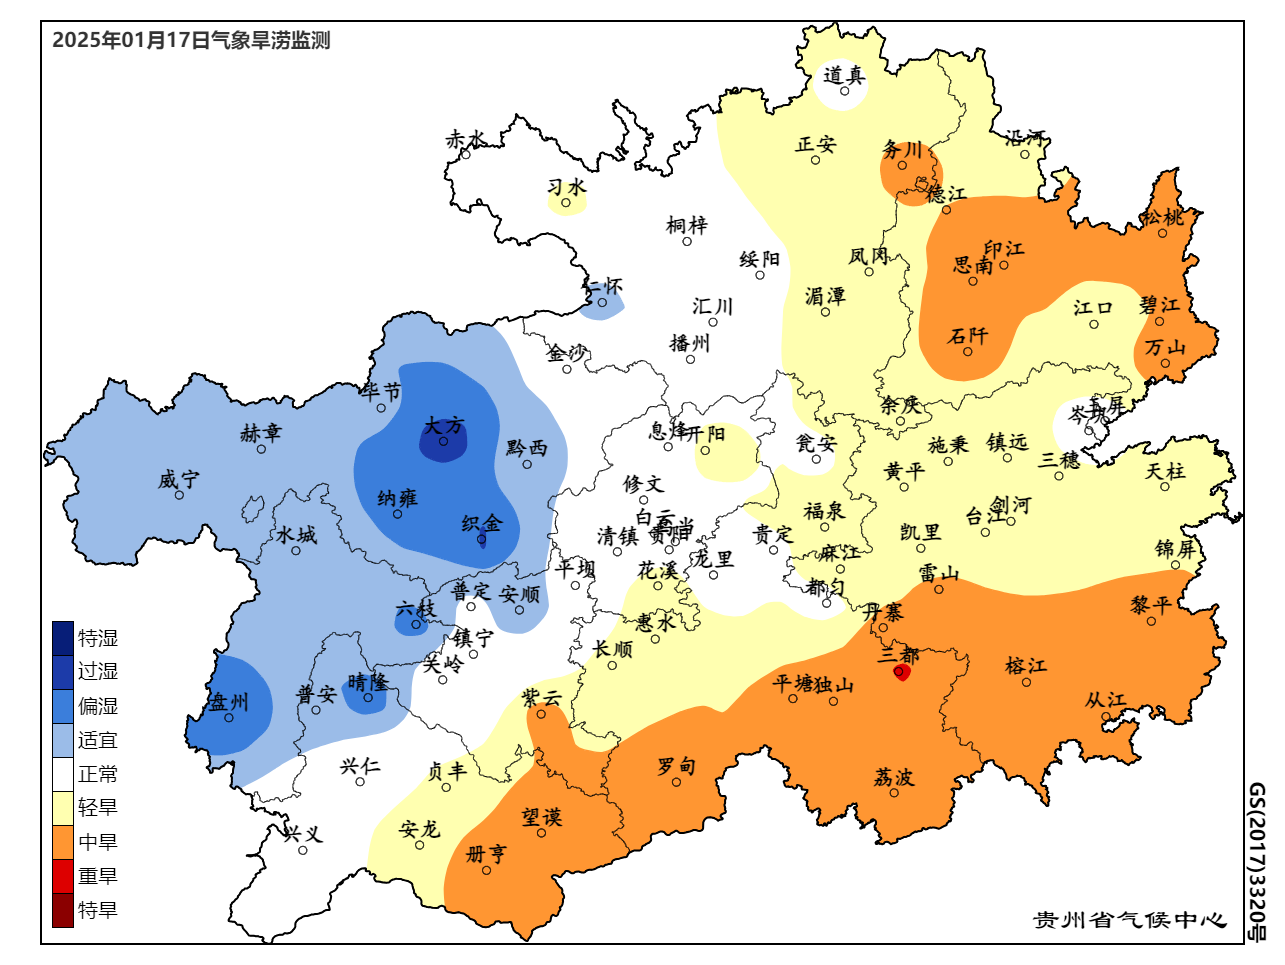 2025年01月17日气象旱涝监测
道真
赤水
正安
务川
沿河
习水
德江
桐梓
松桃
绥阳
凤冈
印江
思南
仁怀
湄潭
汇川
江口
碧江
播州
石阡
万山
金沙
毕节
大方
余庆
玉屏
岑巩
赫章
息烽
开阳
瓮安
黔西
施秉
镇远
三穗
威宁
黄平
天柱
修文
纳雍
织金
白云
乌当
福泉
台江
剑河
水城
清镇
贵阳
贵定
凯里
锦屏
龙里
麻江
平坝
花溪
雷山
普定
安顺
都匀
六枝
丹寨
黎平
惠水
镇宁
长顺
三都
关岭
榕江
盘州
普安
晴隆
紫云
平塘
独山
从江
兴仁
贞丰
罗甸
荔波
兴义
安龙
望谟
册亨
特湿
过湿
偏湿
适宜
正常
轻旱
中旱
重旱
特旱
贵州省气候中心
GS(2017)3320号